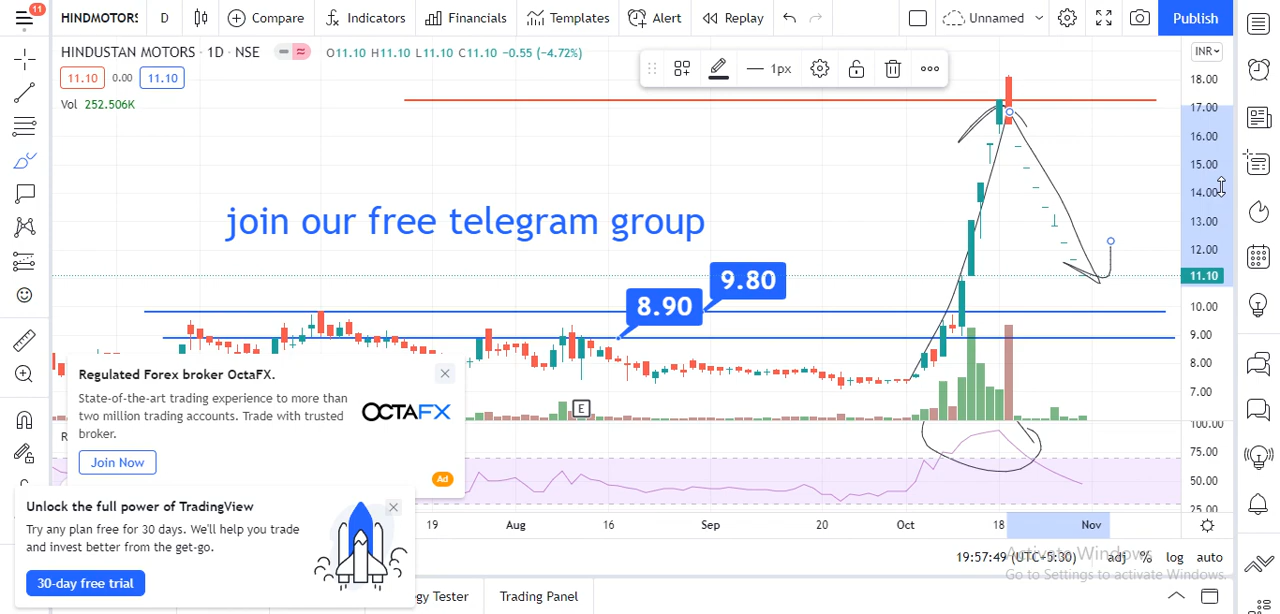 11
HINDMOTORS
D
Compare
Indicators
Financials
Templates
Alert
Replay
Unnamed
Publish
HINDUSTAN MOTORS · 1D · NSE
O11.10 H11.10 L11.10 C11.10 −0.55 (−4.72%)
11.10 0.00 11.10
Vol 252.506K
1px
INR
18.00
17.00
16.00
15.00
14.00
13.00
12.00
11.10
10.00
9.00
8.00
7.00
join our free telegram group
9.80
8.90
E
R
100.00
75.00
50.00
25.00
Regulated Forex broker OctaFX.
State-of-the-art trading experience to more than
two million trading accounts. Trade with trusted
broker.
Join Now
OCTAFX
Ad
Unlock the full power of TradingView
Try any plan free for 30 days. We'll help you trade
and invest better from the get-go.
30-day free trial
19 Aug 16 Sep 20 Oct 18 Nov
19:57:49 (UTC+5:30) adj % log auto
Activate Windows
Go to Settings to activate Windows.
gy Tester
Trading Panel